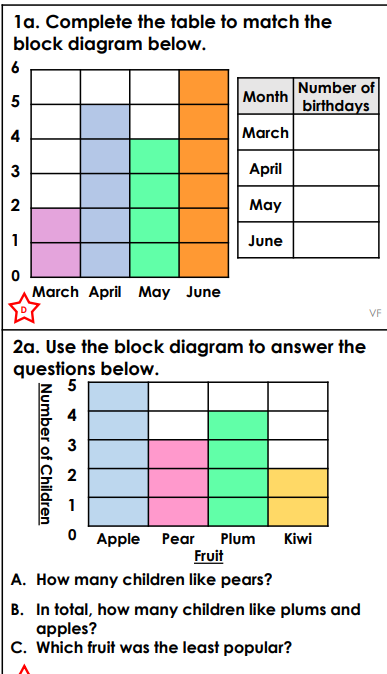 1a. Complete the table to match the
block diagram below.
6
5
4
3
2
1
0
March April May June
Month Number of birthdays
March
April
May
June
D
VF
2a. Use the block diagram to answer the
questions below.
Number of Children
5
4
3
2
1
0
Apple Pear Plum Kiwi
Fruit
A. How many children like pears?
B. In total, how many children like plums and
apples?
C. Which fruit was the least popular?